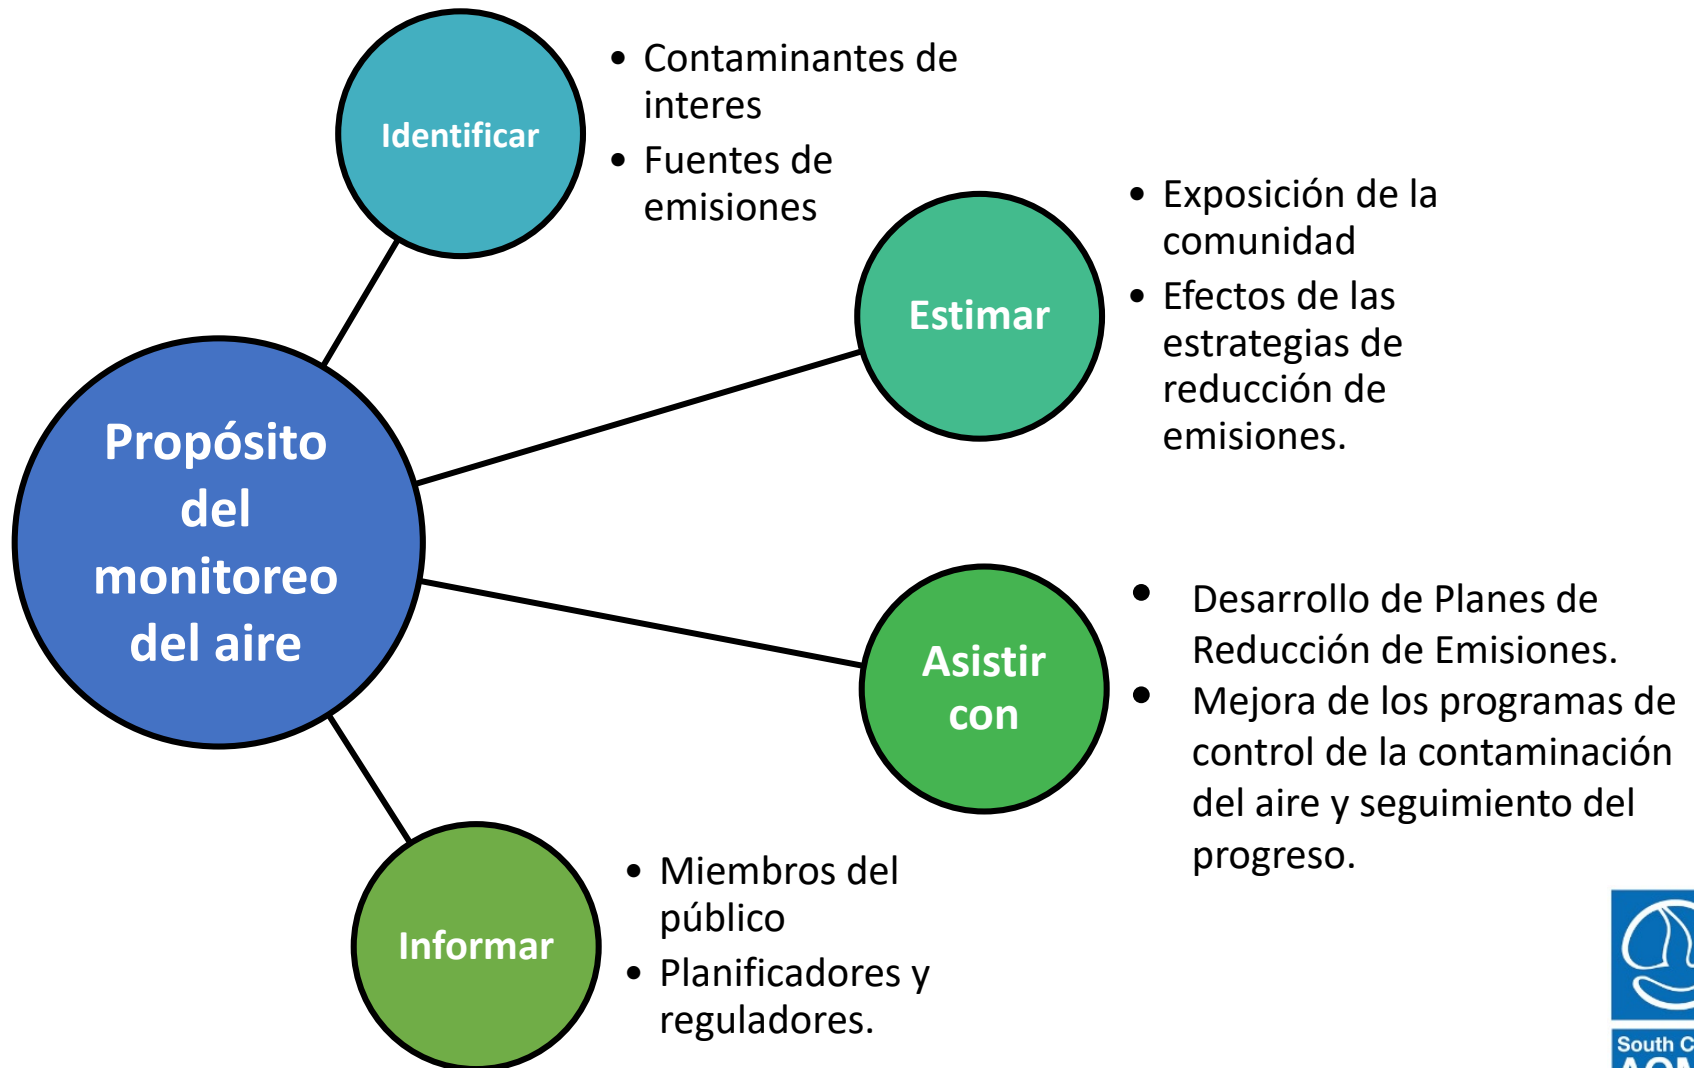 Identificar
• Contaminantes de
interes
• Fuentes de
emisiones
Estimar
• Exposición de la
comunidad
• Efectos de las
estrategias de
reducción de
emisiones.
Propósito
del
monitoreo
del aire
Asistir
con
• Desarrollo de Planes de
Reducción de Emisiones.
• Mejora de los programas de
control de la contaminación
del aire y seguimiento del
progreso.
Informar
• Miembros del
público
• Planificadores y
reguladores.
South